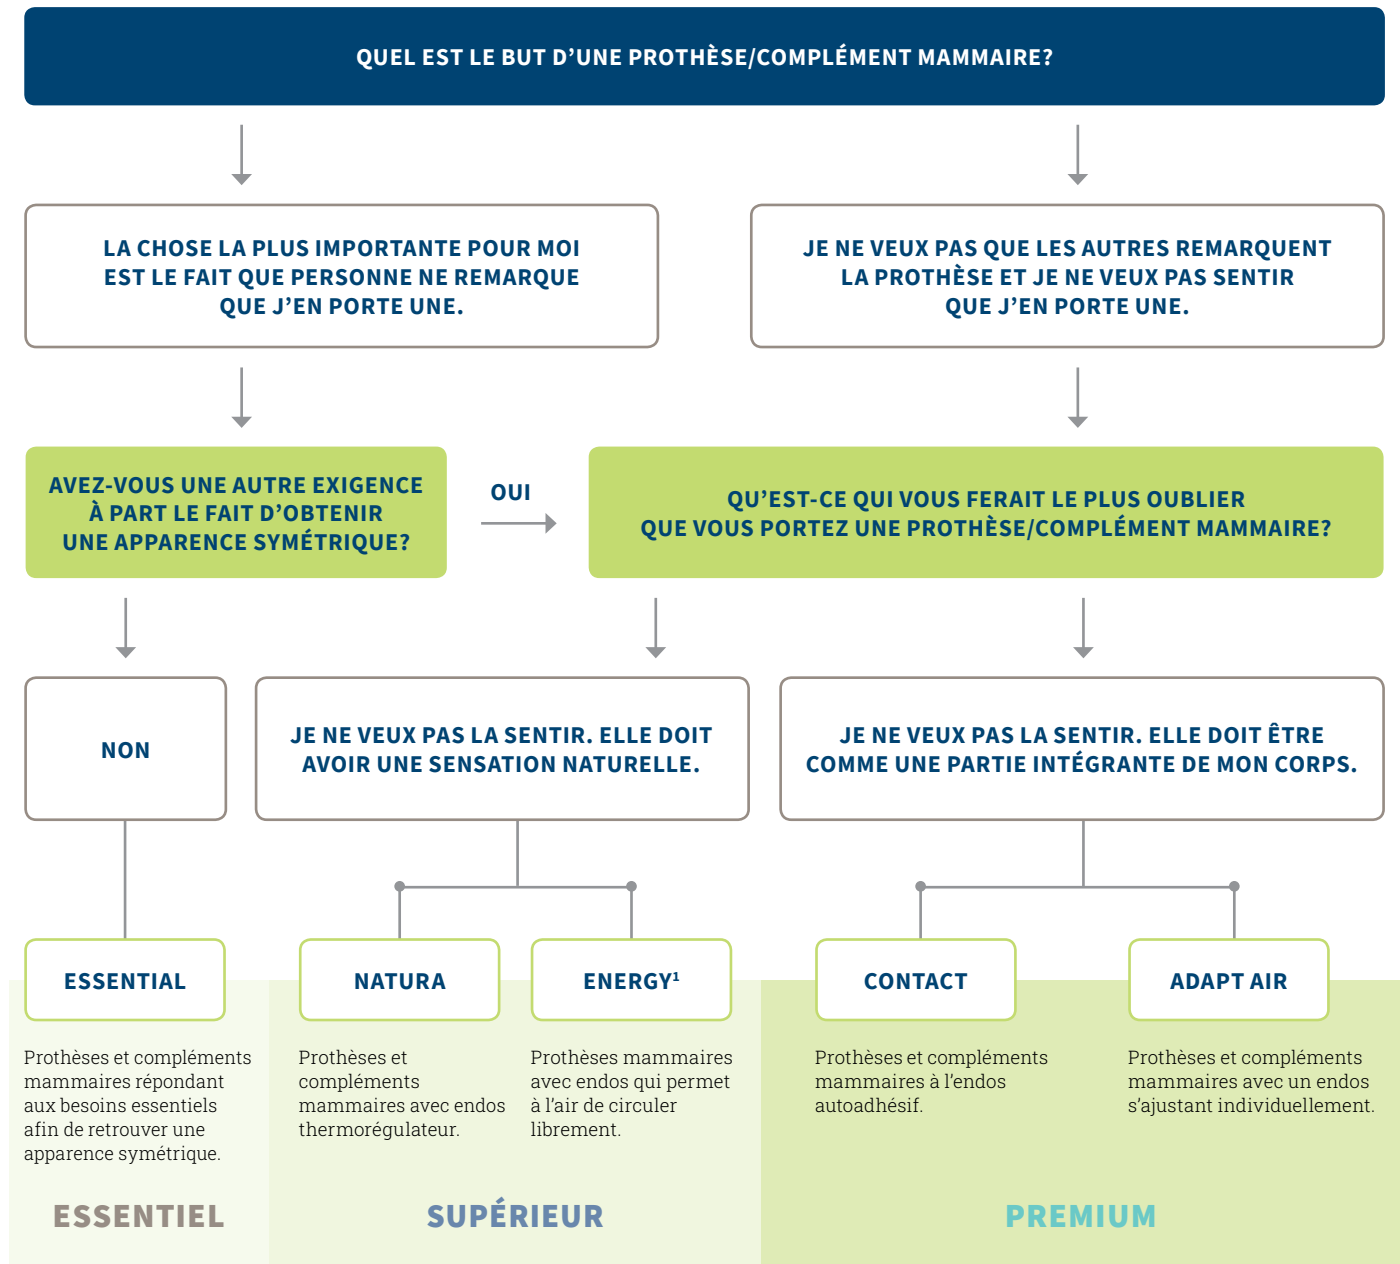 QUEL EST LE BUT D’UNE PROTHÈSE/COMPLÉMENT MAMMAIRE?
LA CHOSE LA PLUS IMPORTANTE POUR MOI
EST LE FAIT QUE PERSONNE NE REMARQUE
QUE J’EN PORTE UNE.
JE NE VEUX PAS QUE LES AUTRES REMARQUENT
LA PROTHÈSE ET JE NE VEUX PAS SENTIR
QUE J’EN PORTE UNE.
AVEZ-VOUS UNE AUTRE EXIGENCE
À PART LE FAIT D’OBTENIR
UNE APPARENCE SYMÉTRIQUE?
OUI
QU’EST-CE QUI VOUS FERAIT LE PLUS OUBLIER
QUE VOUS PORTEZ UNE PROTHÈSE/COMPLÉMENT MAMMAIRE?
NON
JE NE VEUX PAS LA SENTIR. ELLE DOIT
AVOIR UNE SENSATION NATURELLE.
JE NE VEUX PAS LA SENTIR. ELLE DOIT ÊTRE
COMME UNE PARTIE INTÉGRANTE DE MON CORPS.
ESSENTIAL
Prothèses et compléments
mammaires répondant
aux besoins essentiels
afin de retrouver une
apparence symétrique.
NATURA
Prothèses et
compléments
mammaires avec endos
thermorégulateur.
ENERGY¹
Prothèses mammaires
avec endos qui permet
à l’air de circuler
librement.
CONTACT
Prothèses et compléments
mammaires à l’endos
autoadhésif.
ADAPT AIR
Prothèses et compléments
mammaires avec un endos
s’ajustant individuellement.
ESSENTIEL
SUPÉRIEUR
PREMIUM